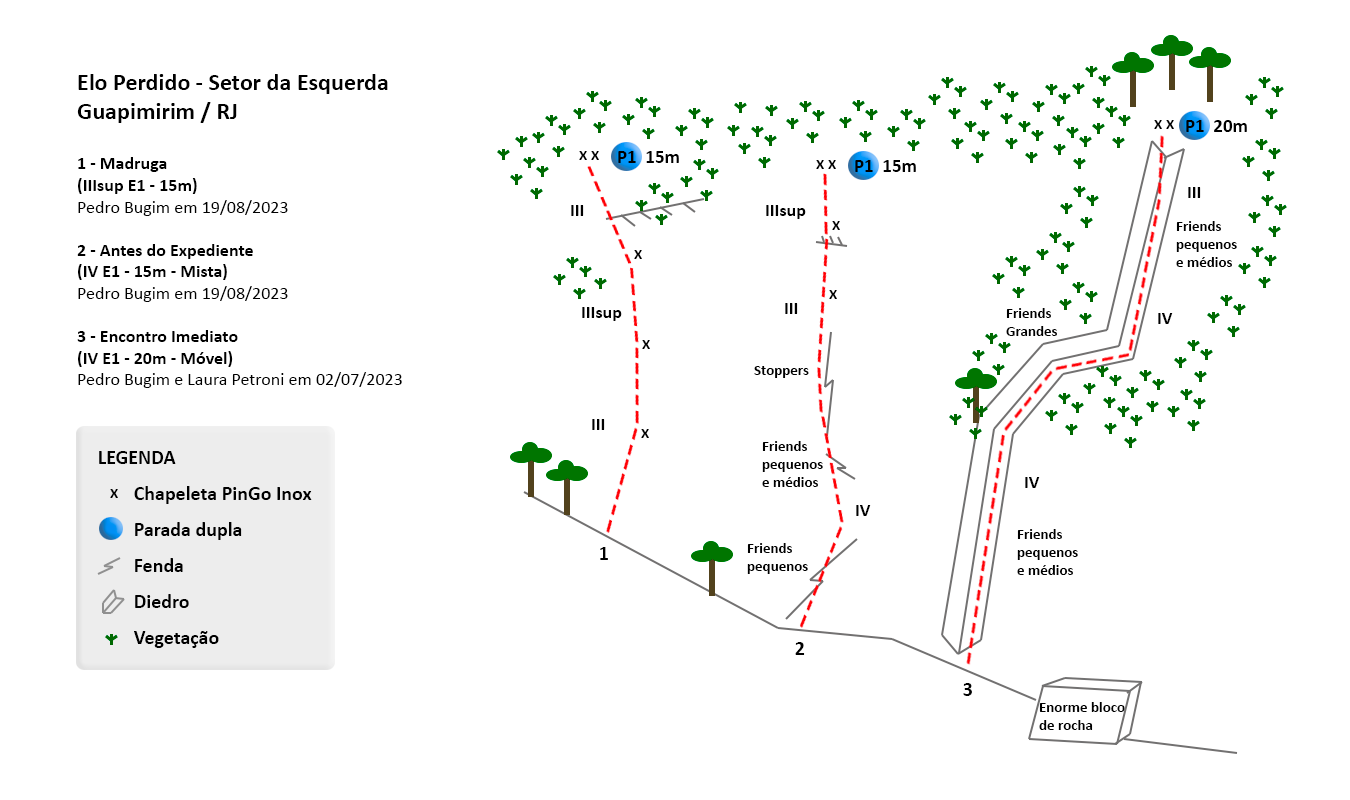 Elo Perdido - Setor da Esquerda
Guapimirim / RJ
1 - Madruga
(IIIsup E1 - 15m)
Pedro Bugim em 19/08/2023
2 - Antes do Expediente
(IV E1 - 15m - Mista)
Pedro Bugim em 19/08/2023
3 - Encontro Imediato
(IV E1 - 20m - Móvel)
Pedro Bugim e Laura Petroni em 02/07/2023
LEGENDA
x Chapeleta PinGo Inox
Parada dupla
Fenda
Diedro
Vegetação
x x P1 15m
III
x
IIIsup
x
III
x
1
x x P1 15m
IIIsup
x
x
III
Stoppers
Friends
pequenos
e médios
IV
Friends
pequenos
2
x x P1 20m
III
Friends
pequenos
e médios
Friends
Grandes
IV
IV
Friends
pequenos
e médios
3
Enorme bloco
de rocha